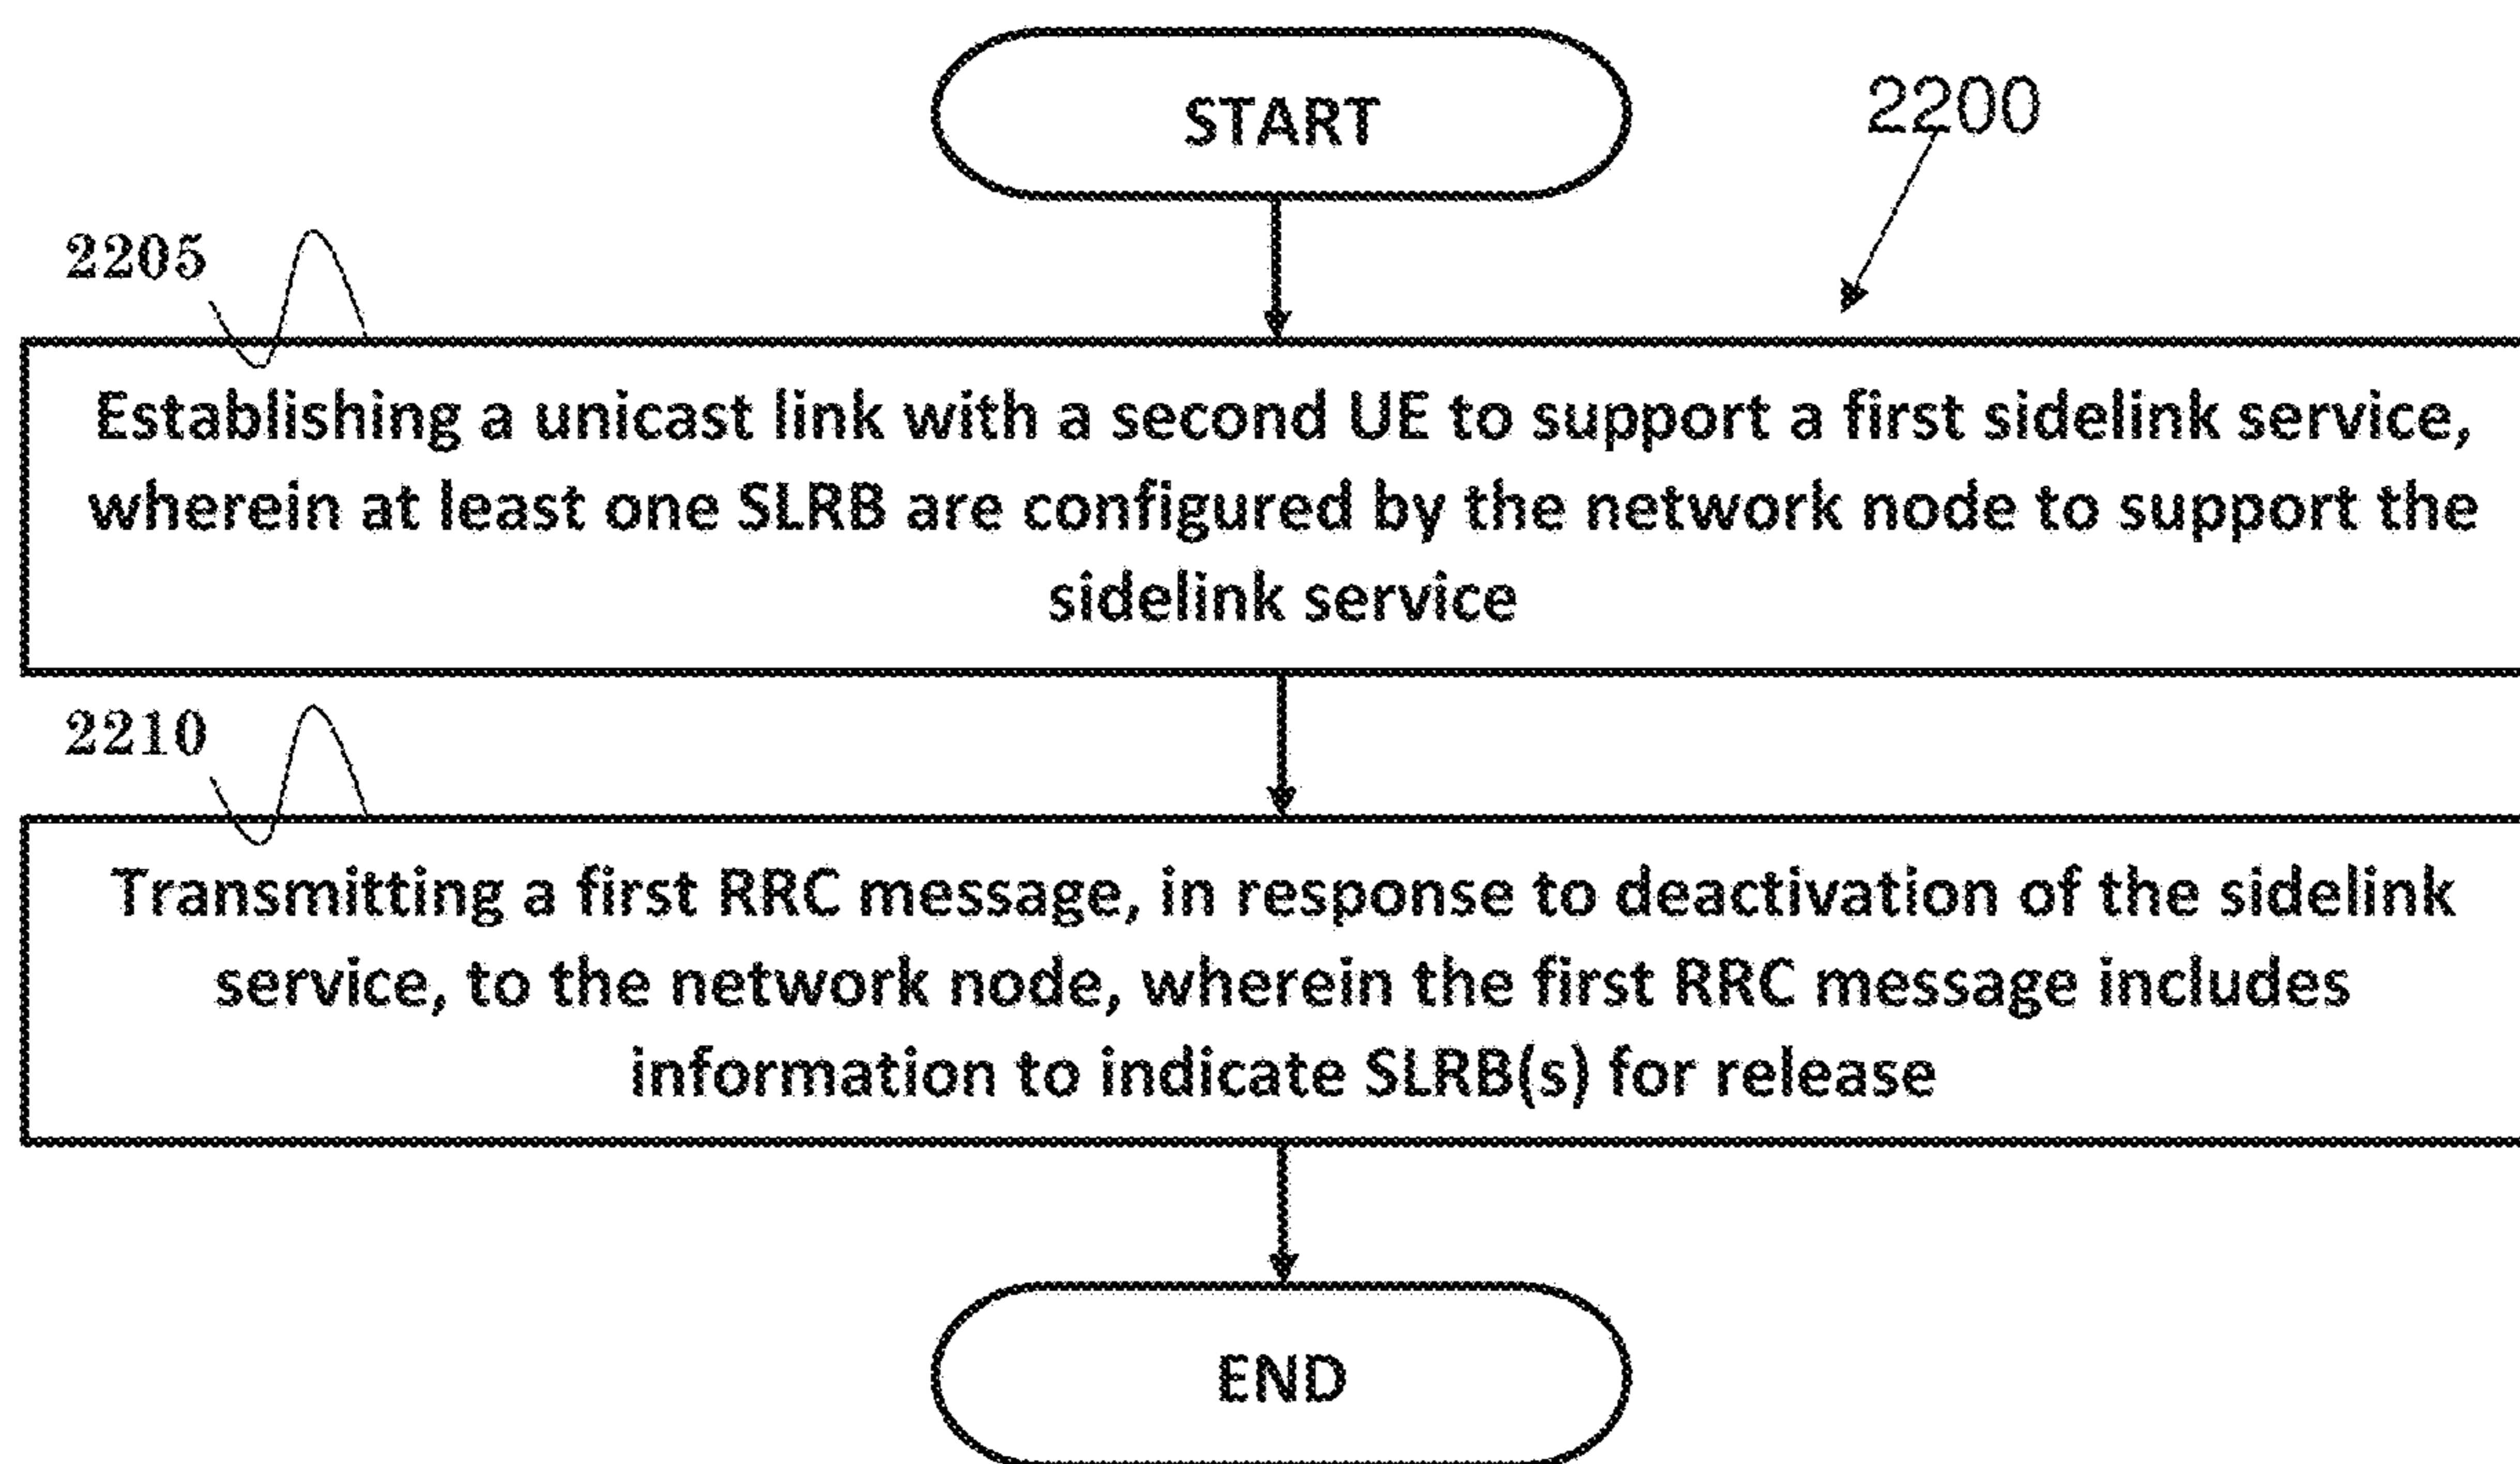 START
2200
2205
Establishing a unicast link with a second UE to support a first sidelink service,
wherein at least one SLRB are configured by the network node to support the
sidelink service
2210
Transmitting a first RRC message, in response to deactivation of the sidelink
service, to the network node, wherein the first RRC message includes
information to indicate SLRB(s) for release
END